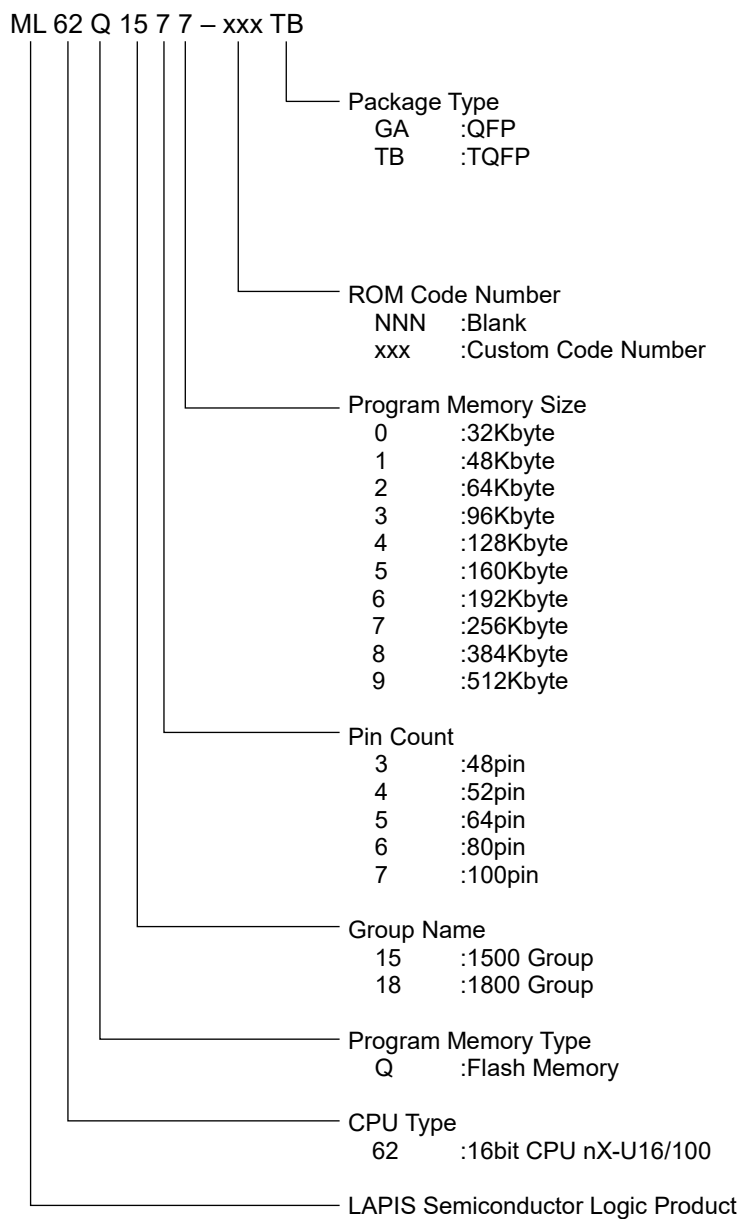 ML 62 Q 15 7 7 – xxx TB
Package Type
GA :QFP
TB :TQFP
ROM Code Number
NNN :Blank
xxx :Custom Code Number
Program Memory Size
0 :32Kbyte
1 :48Kbyte
2 :64Kbyte
3 :96Kbyte
4 :128Kbyte
5 :160Kbyte
6 :192Kbyte
7 :256Kbyte
8 :384Kbyte
9 :512Kbyte
Pin Count
3 :48pin
4 :52pin
5 :64pin
6 :80pin
7 :100pin
Group Name
15 :1500 Group
18 :1800 Group
Program Memory Type
Q :Flash Memory
CPU Type
62 :16bit CPU nX-U16/100
LAPIS Semiconductor Logic Product